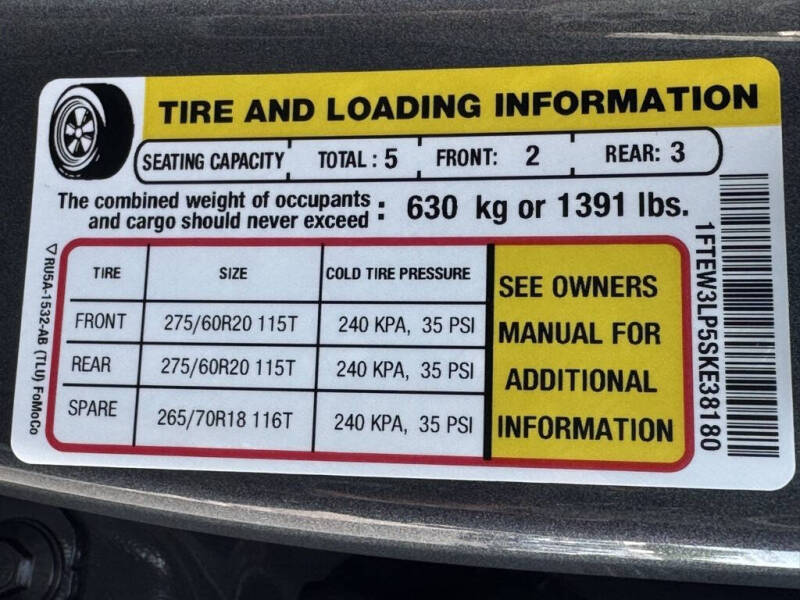 TIRE AND LOADING INFORMATION
SEATING CAPACITY TOTAL : 5 FRONT: 2 REAR: 3
The combined weight of occupants
and cargo should never exceed : 630 kg or 1391 lbs.
TIRE SIZE COLD TIRE PRESSURE
FRONT 275/60R20 115T 240 KPA, 35 PSI
REAR 275/60R20 115T 240 KPA, 35 PSI
SPARE 265/70R18 116T 240 KPA, 35 PSI
SEE OWNERS
MANUAL FOR
ADDITIONAL
INFORMATION
1FTEW3LP5SKE38180
RU5A-1532-AB (TLU) FoMoCo